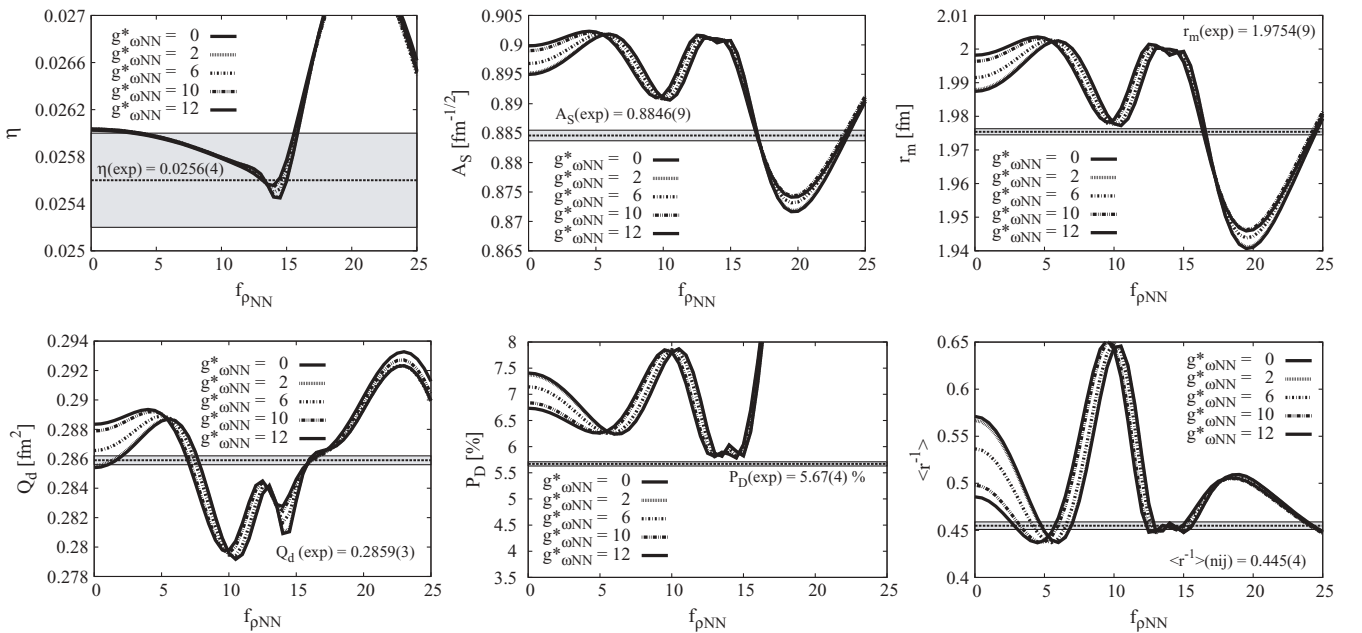 0.027
0.0266
0.0262
0.0258
0.0254
0.025
η
g*ωNN = 0
g*ωNN = 2
g*ωNN = 6
g*ωNN = 10
g*ωNN = 12
η(exp) = 0.0256(4)
0 5 10 15 20 25
fρNN
0.905
0.9
0.895
0.89
0.885
0.88
0.875
0.87
0.865
A_S [fm^-1/2]
A_S(exp) = 0.8846(9)
g*ωNN = 0
g*ωNN = 2
g*ωNN = 6
g*ωNN = 10
g*ωNN = 12
0 5 10 15 20 25
fρNN
2.01
2
1.99
1.98
1.97
1.96
1.95
1.94
r_m [fm]
r_m(exp) = 1.9754(9)
g*ωNN = 0
g*ωNN = 2
g*ωNN = 6
g*ωNN = 10
g*ωNN = 12
0 5 10 15 20 25
fρNN
0.294
0.292
0.29
0.288
0.286
0.284
0.282
0.28
0.278
Q_d [fm^2]
g*ωNN = 0
g*ωNN = 2
g*ωNN = 6
g*ωNN = 10
g*ωNN = 12
Q_d (exp) = 0.2859(3)
0 5 10 15 20 25
fρNN
8
7.5
7
6.5
6
5.5
5
4.5
4
3.5
P_D [%]
P_D(exp) = 5.67(4) %
g*ωNN = 0
g*ωNN = 2
g*ωNN = 6
g*ωNN = 10
g*ωNN = 12
0 5 10 15 20 25
fρNN
0.65
0.6
0.55
0.5
0.45
0.4
<r^-1>
g*ωNN = 0
g*ωNN = 2
g*ωNN = 6
g*ωNN = 10
g*ωNN = 12
<r^-1>(nij) = 0.445(4)
0 5 10 15 20 25
fρNN